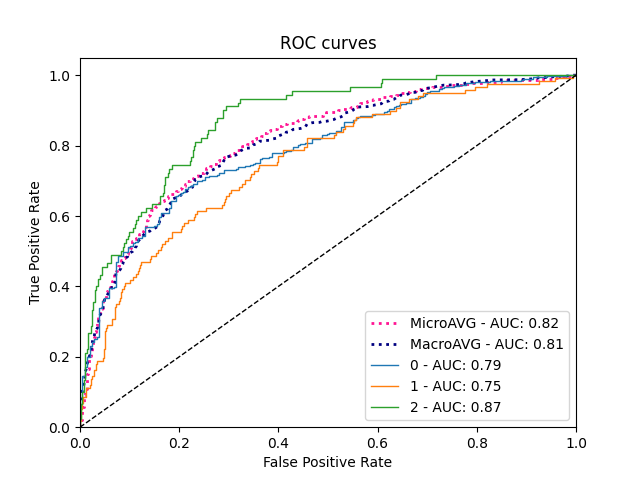 ROC curves
True Positive Rate
1.0
0.8
0.6
0.4
0.2
0.0
0.0 0.2 0.4 0.6 0.8 1.0
False Positive Rate
MicroAVG - AUC: 0.82
MacroAVG - AUC: 0.81
0 - AUC: 0.79
1 - AUC: 0.75
2 - AUC: 0.87